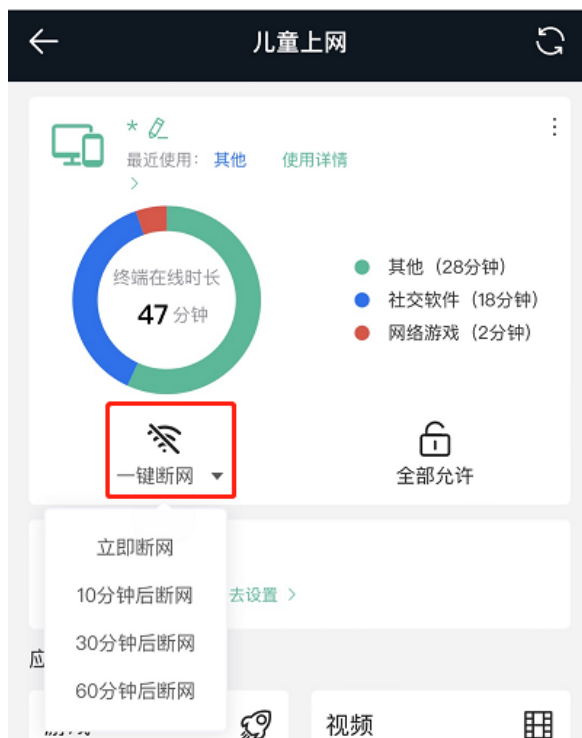 儿童上网
*
最近使用： 其他 使用详情
>
终端在线时长
47 分钟
其他（28分钟）
社交软件（18分钟）
网络游戏（2分钟）
一键断网
全部允许
立即断网
10分钟后断网
去设置 >
30分钟后断网
应
60分钟后断网
视频